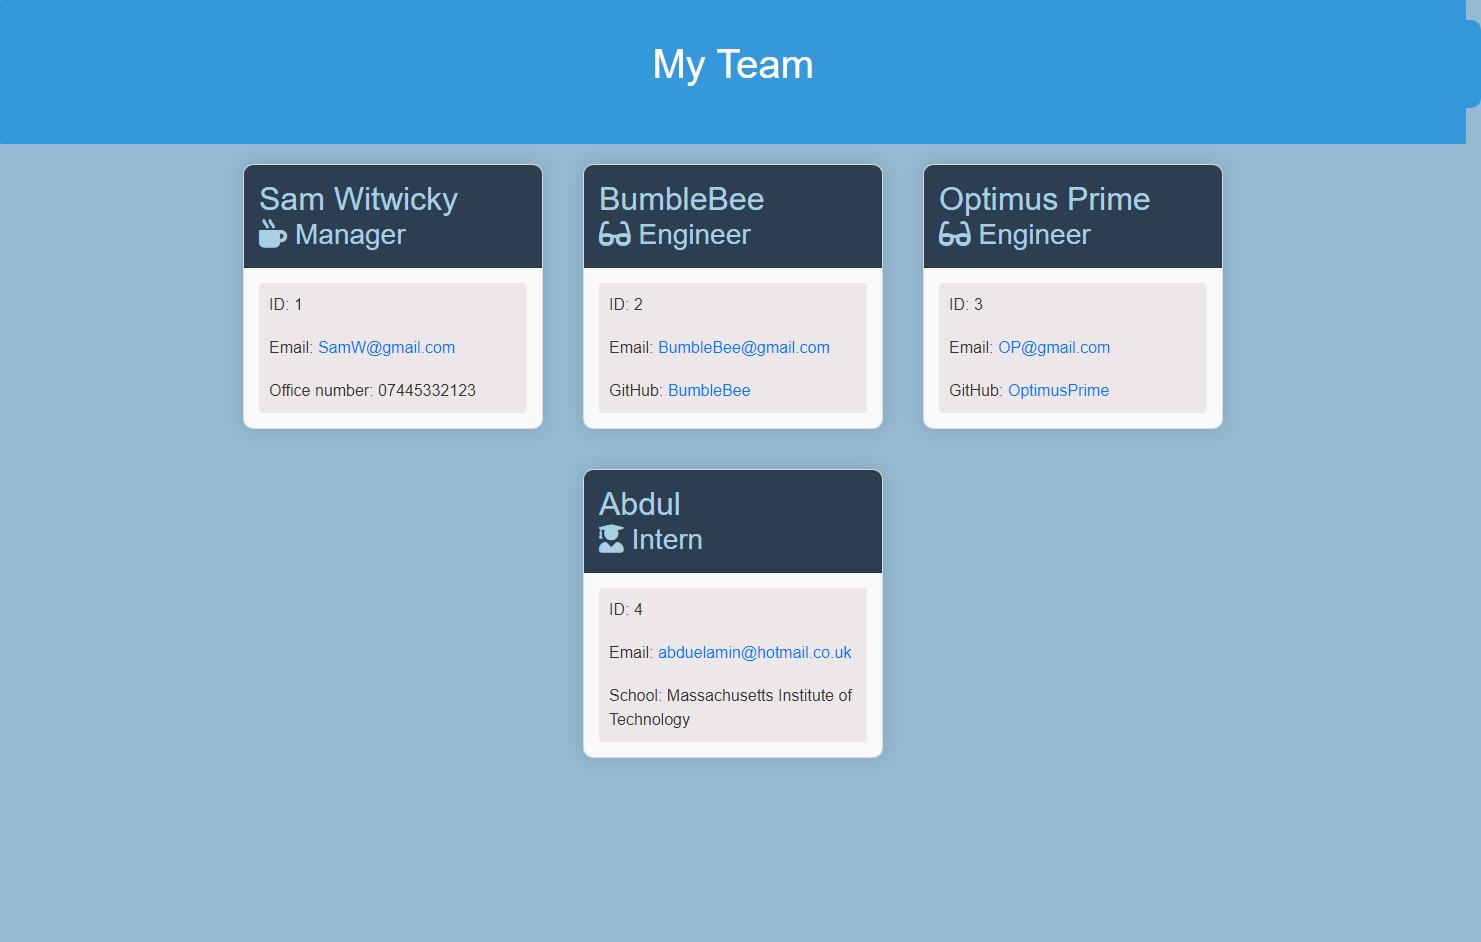 My Team
Sam Witwicky
Manager
ID: 1
Email: SamW@gmail.com
Office number: 07445332123
BumbleBee
Engineer
ID: 2
Email: BumbleBee@gmail.com
GitHub: BumbleBee
Optimus Prime
Engineer
ID: 3
Email: OP@gmail.com
GitHub: OptimusPrime
Abdul
Intern
ID: 4
Email: abduelamin@hotmail.co.uk
School: Massachusetts Institute of
Technology